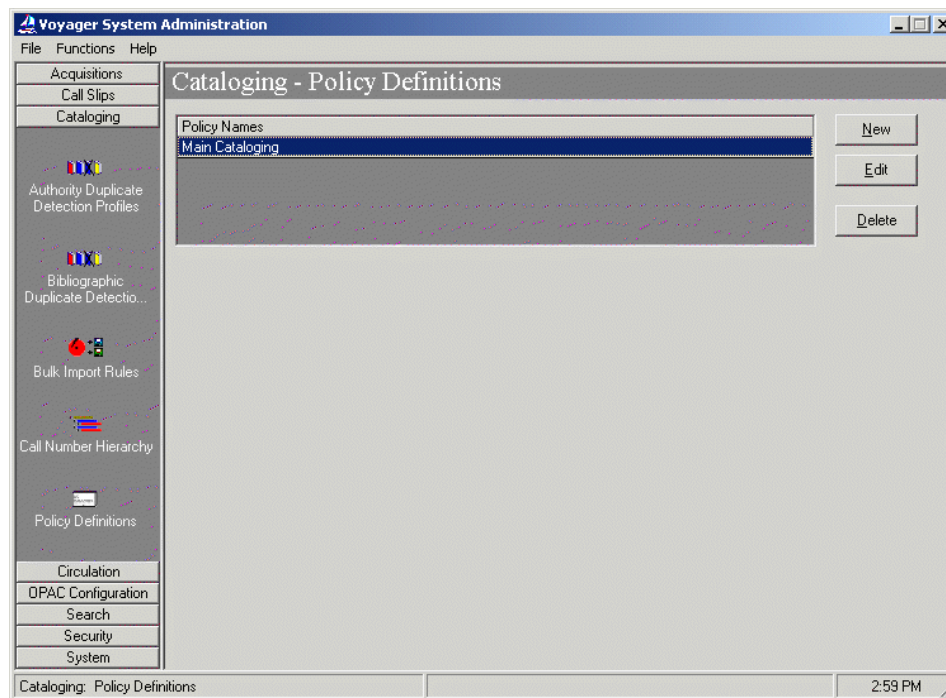 Voyager System Administration
File Functions Help
Acquisitions
Call Slips
Cataloging
Authority Duplicate
Detection Profiles
Bibliographic
Duplicate Detectio...
Bulk Import Rules
Call Number Hierarchy
Policy Definitions
Circulation
OPAC Configuration
Search
Security
System
Cataloging - Policy Definitions
Policy Names
Main Cataloging
New
Edit
Delete
Cataloging: Policy Definitions
2:59 PM